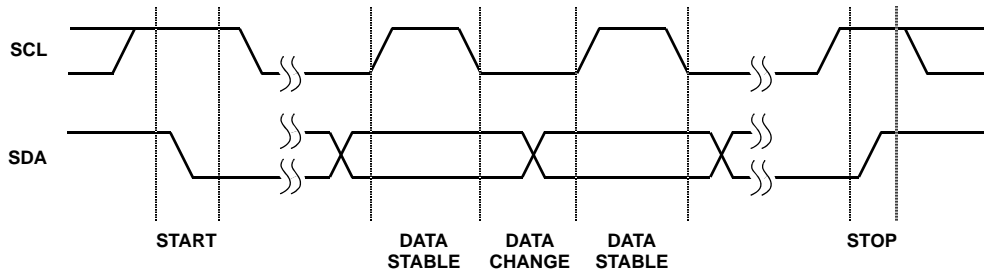 SCL
SDA
START
DATA STABLE
DATA CHANGE
DATA STABLE
STOP